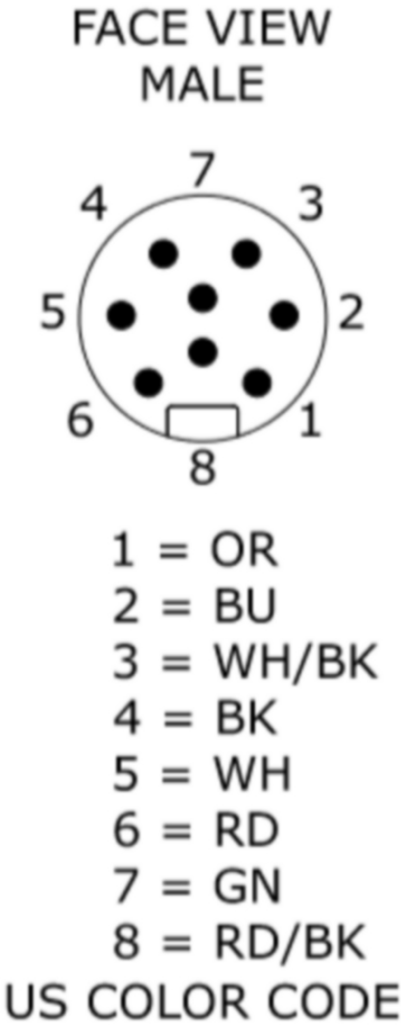 FACE VIEW
MALE
7
4 3
5 2
6 1
8
1 = OR
2 = BU
3 = WH/BK
4 = BK
5 = WH
6 = RD
7 = GN
8 = RD/BK
US COLOR CODE